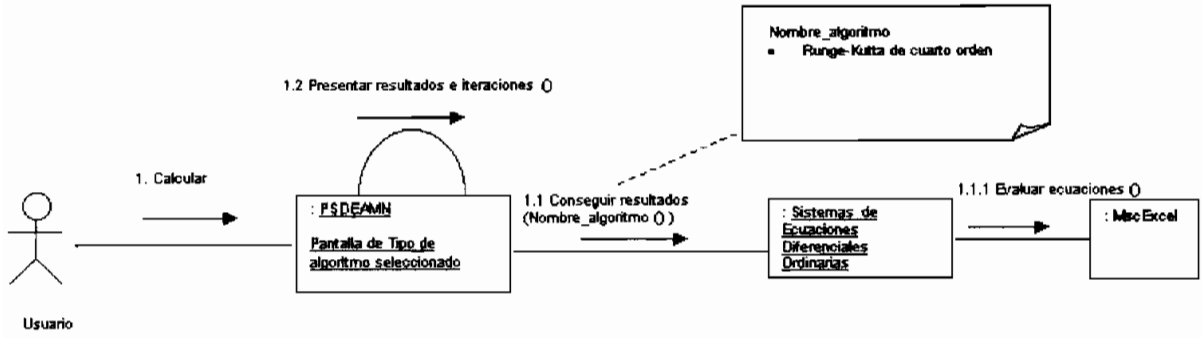 Nombre_algoritmo
▪ Runge-Kutta de cuarto orden
1.2 Presentar resultados e iteraciones ()
1. Calcular
1.1 Conseguir resultados
(Nombre_algoritmo () )
1.1.1 Evaluar ecuaciones ()
: PSDEAMN
Pantalla de Tipo de
algoritmo seleccionado
: Sistemas de
Ecuaciones
Diferenciales
Ordinarias
: MscExcel
Usuario